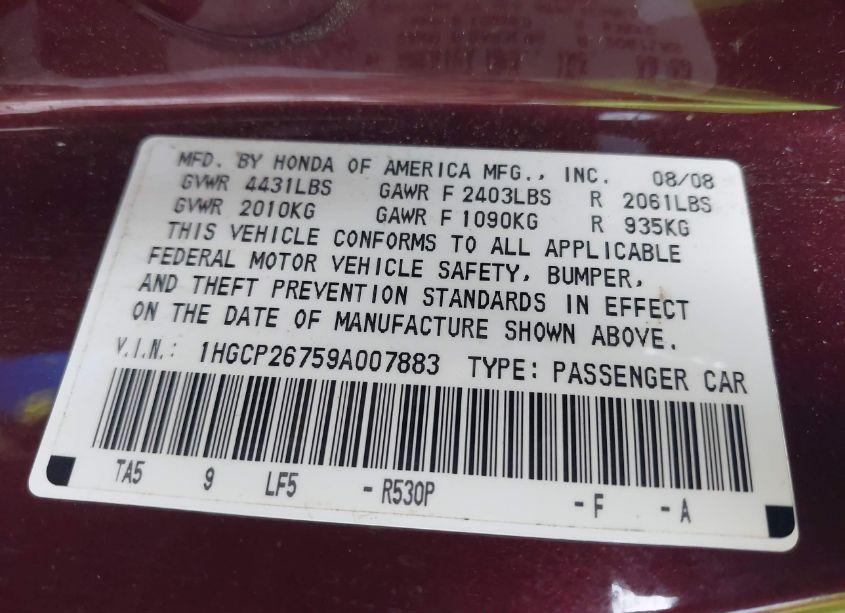 MFD. BY HONDA OF AMERICA MFG., INC. 08/08
GVWR 4431LBS GAWR F 2403LBS R 2061LBS
GVWR 2010KG GAWR F 1090KG R 935KG
THIS VEHICLE CONFORMS TO ALL APPLICABLE
FEDERAL MOTOR VEHICLE SAFETY, BUMPER,
AND THEFT PREVENTION STANDARDS IN EFFECT
ON THE DATE OF MANUFACTURE SHOWN ABOVE.
V.I.N.: 1HGCP26759A007883 TYPE: PASSENGER CAR
TA5 9 LF5 - R530P - F - A